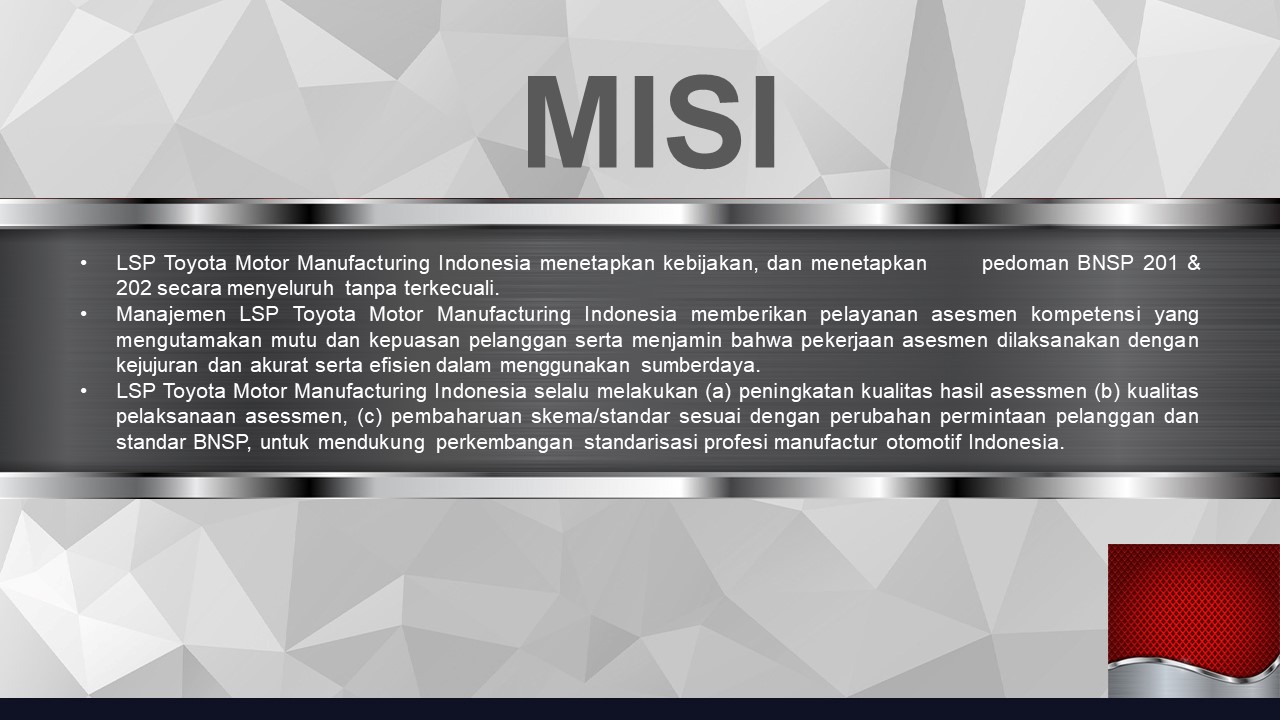 MISI
• LSP Toyota Motor Manufacturing Indonesia menetapkan kebijakan, dan menetapkan pedoman BNSP 201 &
202 secara menyeluruh tanpa terkecuali.
• Manajemen LSP Toyota Motor Manufacturing Indonesia memberikan pelayanan asesmen kompetensi yang
mengutamakan mutu dan kepuasan pelanggan serta menjamin bahwa pekerjaan asesmen dilaksanakan dengan
kejujuran dan akurat serta efisien dalam menggunakan sumberdaya.
• LSP Toyota Motor Manufacturing Indonesia selalu melakukan (a) peningkatan kualitas hasil asessmen (b) kualitas
pelaksanaan asessmen, (c) pembaharuan skema/standar sesuai dengan perubahan permintaan pelanggan dan
standar BNSP, untuk mendukung perkembangan standarisasi profesi manufactur otomotif Indonesia.